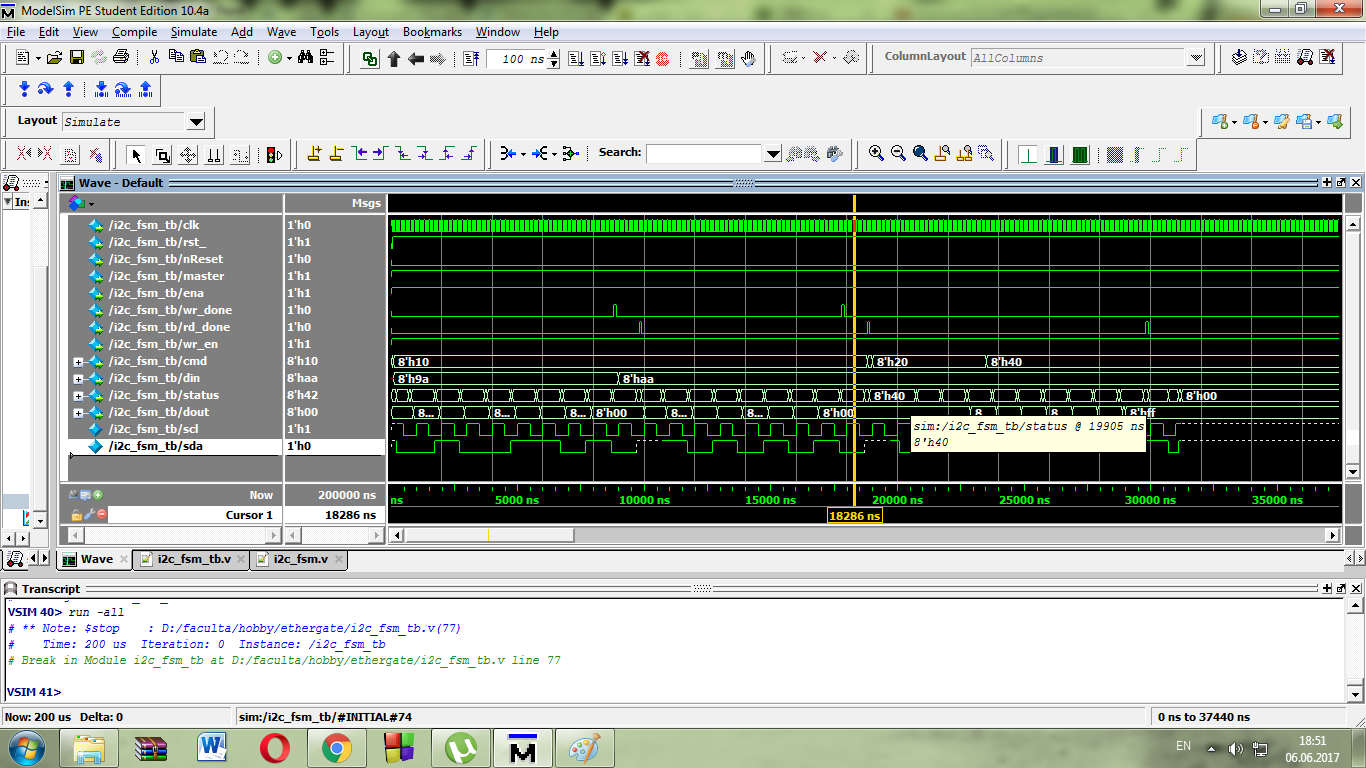 ModelSim PE Student Edition 10.4a
File Edit View Compile Simulate Add Wave Tools Layout Bookmarks Window Help
100 ns
ColumnLayout AllColumns
Layout Simulate
Search:
Wave - Default
Msgs
/i2c_fsm_tb/clk 1'h0
/i2c_fsm_tb/rst_ 1'h1
/i2c_fsm_tb/nReset 1'h0
/i2c_fsm_tb/master 1'h1
/i2c_fsm_tb/ena 1'h1
/i2c_fsm_tb/wr_done 1'h0
/i2c_fsm_tb/rd_done 1'h0
/i2c_fsm_tb/wr_en 1'h1
/i2c_fsm_tb/cmd 8'h10 8'h10 8'h20 8'h40
/i2c_fsm_tb/din 8'haa 8'h9a 8'haa
/i2c_fsm_tb/status 8'h42 8'h40 8'h00
/i2c_fsm_tb/dout 8'h00 8... 8... 8... 8'h00 8... 8... 8'h00 8 8 8'hff
/i2c_fsm_tb/scl 1'h1
/i2c_fsm_tb/sda 1'h0
sim:/i2c_fsm_tb/status @ 19905 ns
8'h40
Now 200000 ns
ns 5000 ns 10000 ns 15000 ns 20000 ns 25000 ns 30000 ns 35000 ns
Cursor 1 18286 ns
18286 ns
Wave i2c_fsm_tb.v i2c_fsm.v
Transcript
VSIM 40> run -all
# ** Note: $stop : D:/faculta/hobby/ethergate/i2c_fsm_tb.v(77)
# Time: 200 us Iteration: 0 Instance: /i2c_fsm_tb
# Break in Module i2c_fsm_tb at D:/faculta/hobby/ethergate/i2c_fsm_tb.v line 77
VSIM 41>
Now: 200 us Delta: 0 sim:/i2c_fsm_tb/#INITIAL#74 0 ns to 37440 ns
EN 18:51
06.06.2017